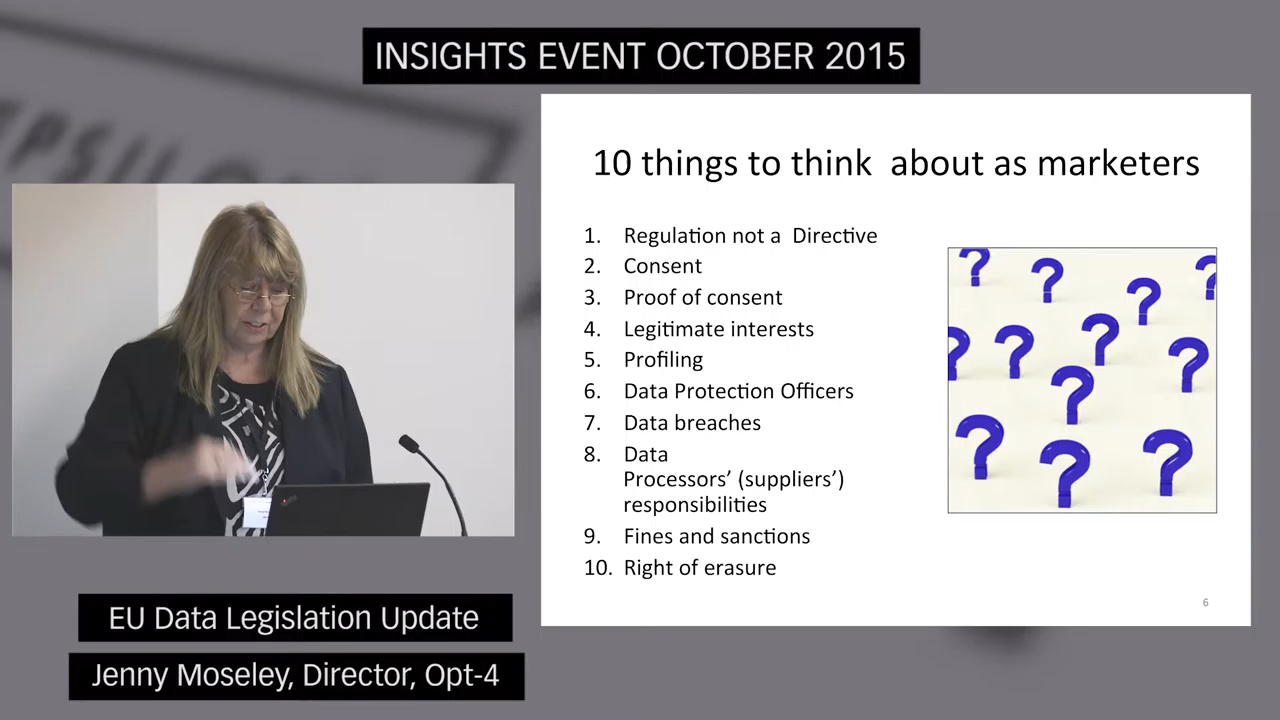 INSIGHTS EVENT OCTOBER 2015
EPSILON
10 things to think about as marketers
1. Regulation not a Directive
2. Consent
3. Proof of consent
4. Legitimate interests
5. Profiling
6. Data Protection Officers
7. Data breaches
8. Data
Processors’ (suppliers’)
responsibilities
9. Fines and sanctions
10. Right of erasure
6
EU Data Legislation Update
Jenny Moseley, Director, Opt-4